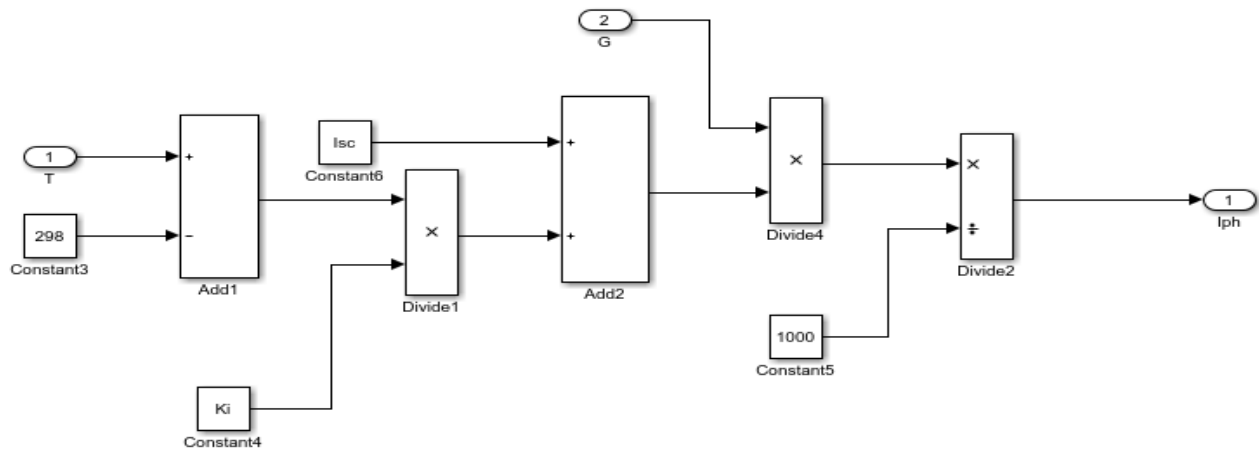 2
G
+
Isc
Constant6
+
1
T
+
×
Divide4
×
298
Constant3
−
Add1
×
Divide1
+
Add2
÷
Divide2
1
Iph
1000
Constant5
Ki
Constant4